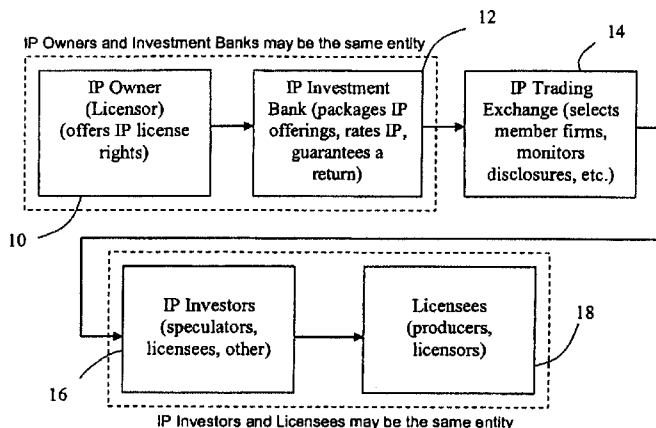 IP Owners and Investment Banks may be the same entity
12
14
IP Owner
(Licensor)
(offers IP license
rights)
IP Investment
Bank (packages IP
offerings, rates IP,
guarantees a
return)
IP Trading
Exchange (selects
member firms,
monitors
disclosures, etc.)
10
IP Investors
(speculators,
licensees, other)
Licensees
(producers,
licensors)
16
18
IP Investors and Licensees may be the same entity